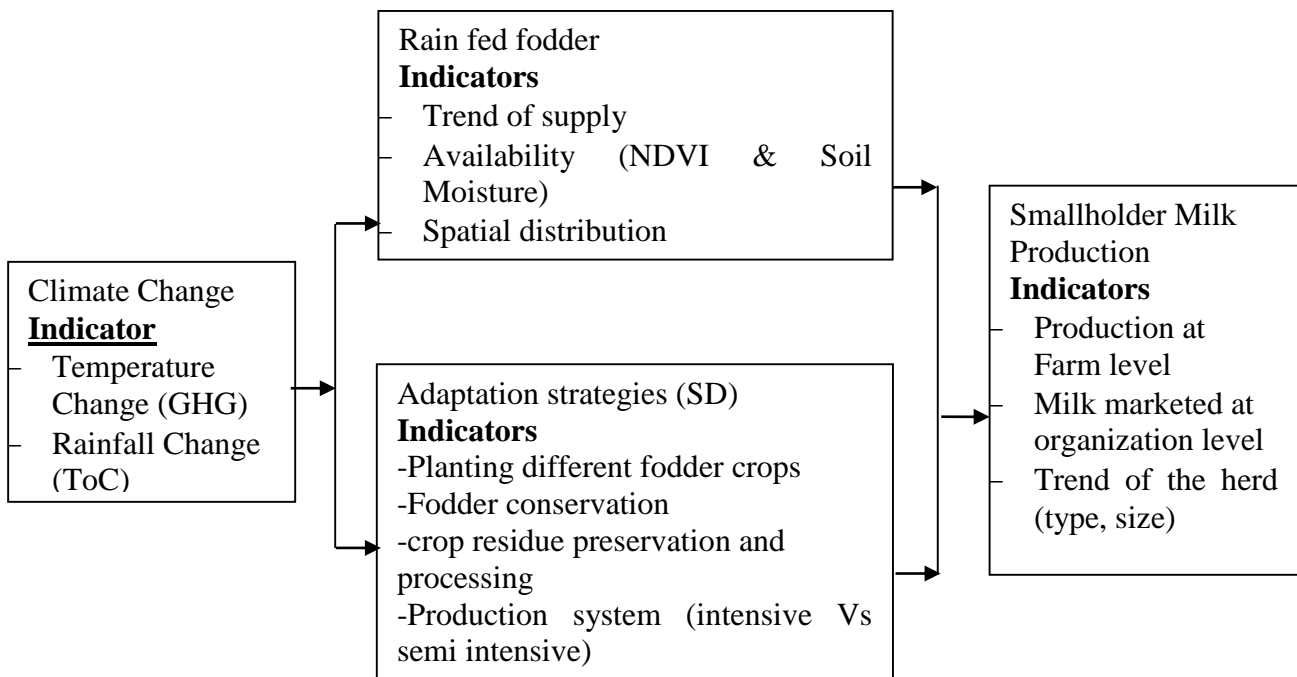 Rain fed fodder
Indicators
– Trend of supply
– Availability (NDVI & Soil
Moisture)
– Spatial distribution
Climate Change
Indicator
– Temperature
Change (GHG)
– Rainfall Change
(ToC)
Adaptation strategies (SD)
Indicators
-Planting different fodder crops
-Fodder conservation
-crop residue preservation and
processing
-Production system (intensive Vs
semi intensive)
Smallholder Milk
Production
Indicators
– Production at
Farm level
– Milk marketed at
organization level
– Trend of the herd
(type, size)